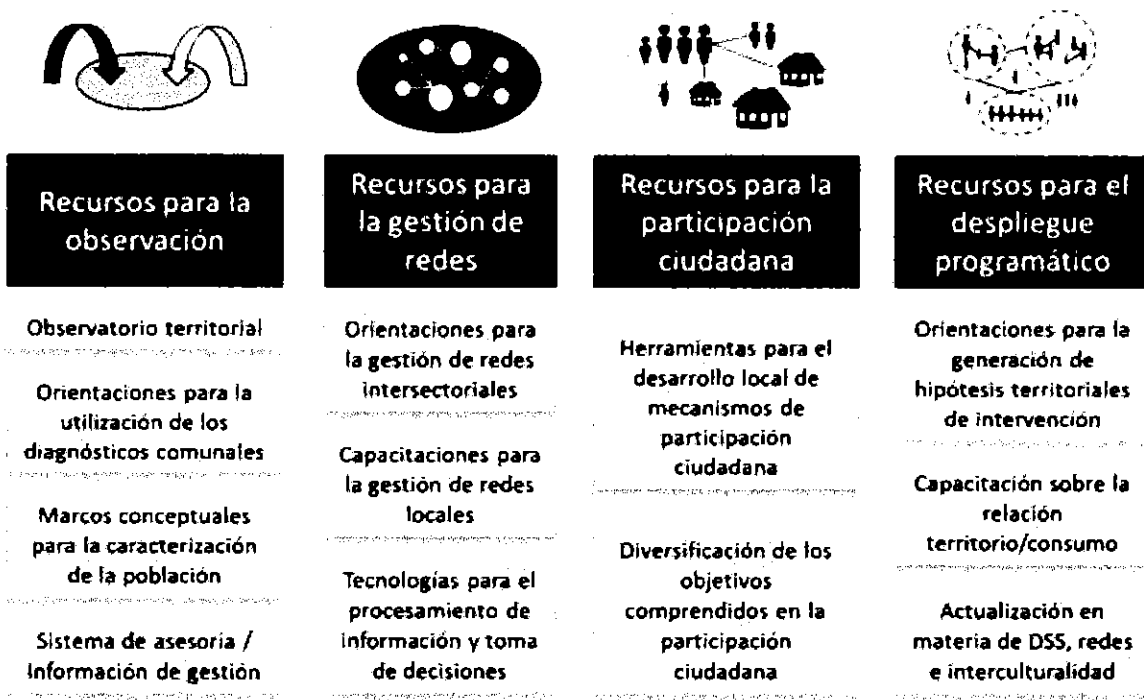 Recursos para la
observación
Observatorio territorial
Orientaciones para la
utilización de los
diagnósticos comunales
Marcos conceptuales
para la caracterización
de la población
Sistema de asesoría /
Información de gestión
Recursos para
la gestión de
redes
Orientaciones para
la gestión de redes
intersectoriales
Capacitaciones para
la gestión de redes
locales
Tecnologías para el
procesamiento de
información y toma
de decisiones
Recursos para la
participación
ciudadana
Herramientas para el
desarrollo local de
mecanismos de
participación
ciudadana
Diversificación de los
objetivos
comprendidos en la
participación
ciudadana
Recursos para el
despliegue
programático
Orientaciones para la
generación de
hipótesis territoriales
de intervención
Capacitación sobre la
relación
territorio/consumo
Actualización en
materia de DSS, redes
e interculturalidad